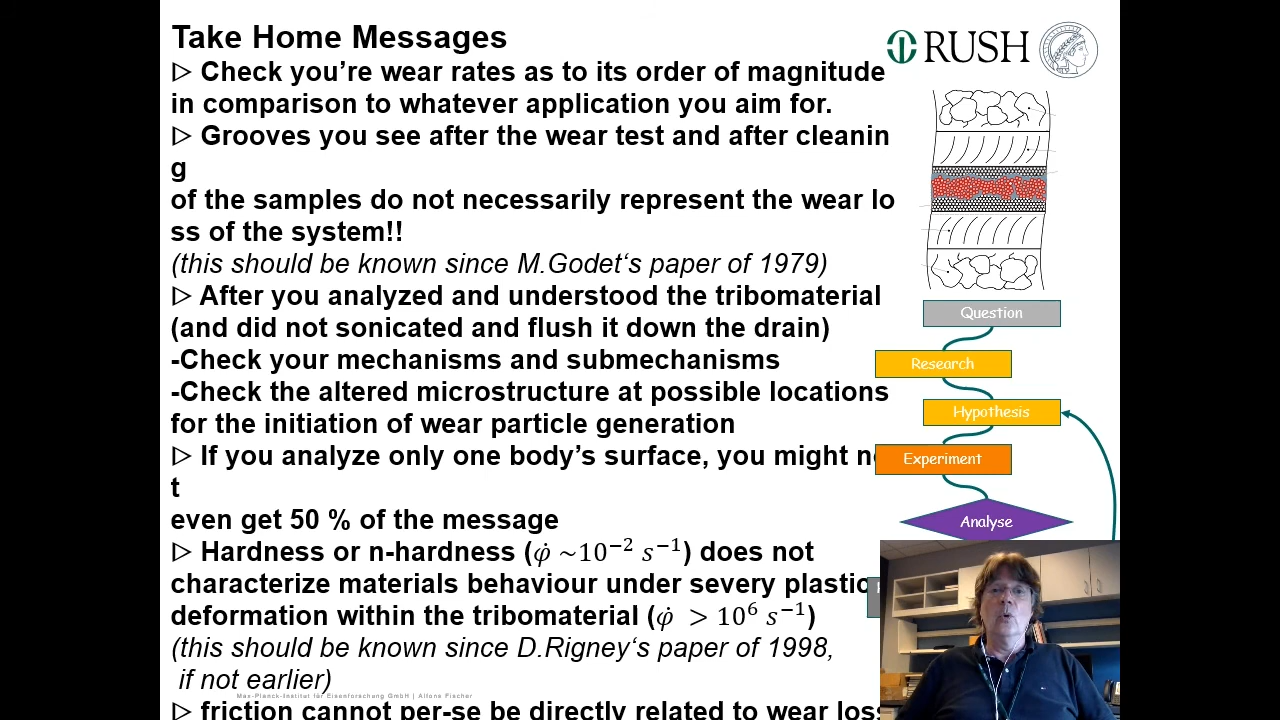 Take Home Messages
RUSH
▷ Check you’re wear rates as to its order of magnitude
in comparison to whatever application you aim for.
▷ Grooves you see after the wear test and after cleanin
g
of the samples do not necessarily represent the wear lo
ss of the system!!
(this should be known since M.Godet‘s paper of 1979)
▷ After you analyzed and understood the tribomaterial
(and did not sonicated and flush it down the drain)
-Check your mechanisms and submechanisms
-Check the altered microstructure at possible locations
for the initiation of wear particle generation
▷ If you analyze only one body’s surface, you might no
t
even get 50 % of the message
▷ Hardness or n-hardness (φ̇ ~10⁻² s⁻¹) does not
characterize materials behaviour under severy plastic
deformation within the tribomaterial (φ̇ > 10⁶ s⁻¹)
(this should be known since D.Rigney‘s paper of 1998,
if not earlier)
Max-Planck-Institut für Eisenforschung GmbH | Alfons Fischer
▷ friction cannot per-se be directly related to wear loss
Question
Research
Hypothesis
Experiment
Analyse